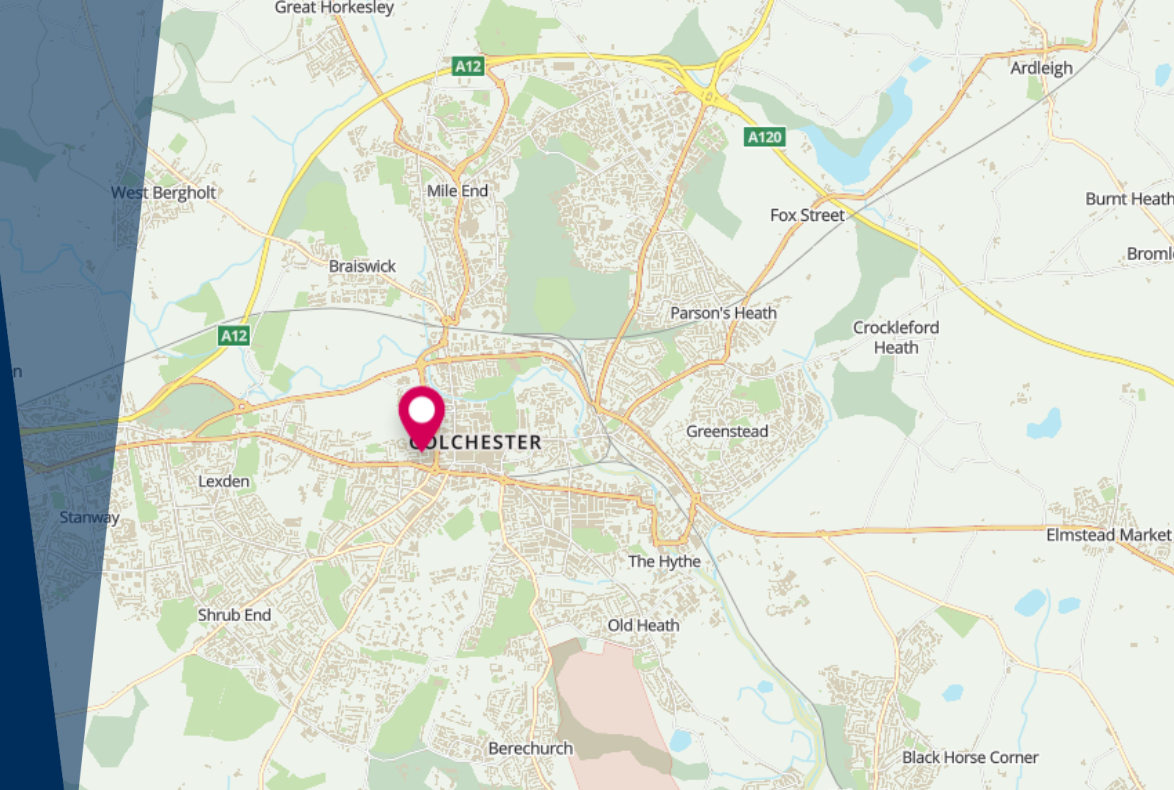 Great Horkesley
A12
Ardleigh
A120
Mile End
West Bergholt
Burnt Heath
Fox Street
Broml
Braiswick
Parson's Heath
Crockleford
Heath
A12
n
Greenstead
COLCHESTER
Lexden
Stanway
Elmstead Market
The Hythe
Shrub End
Old Heath
Berechurch
Black Horse Corner